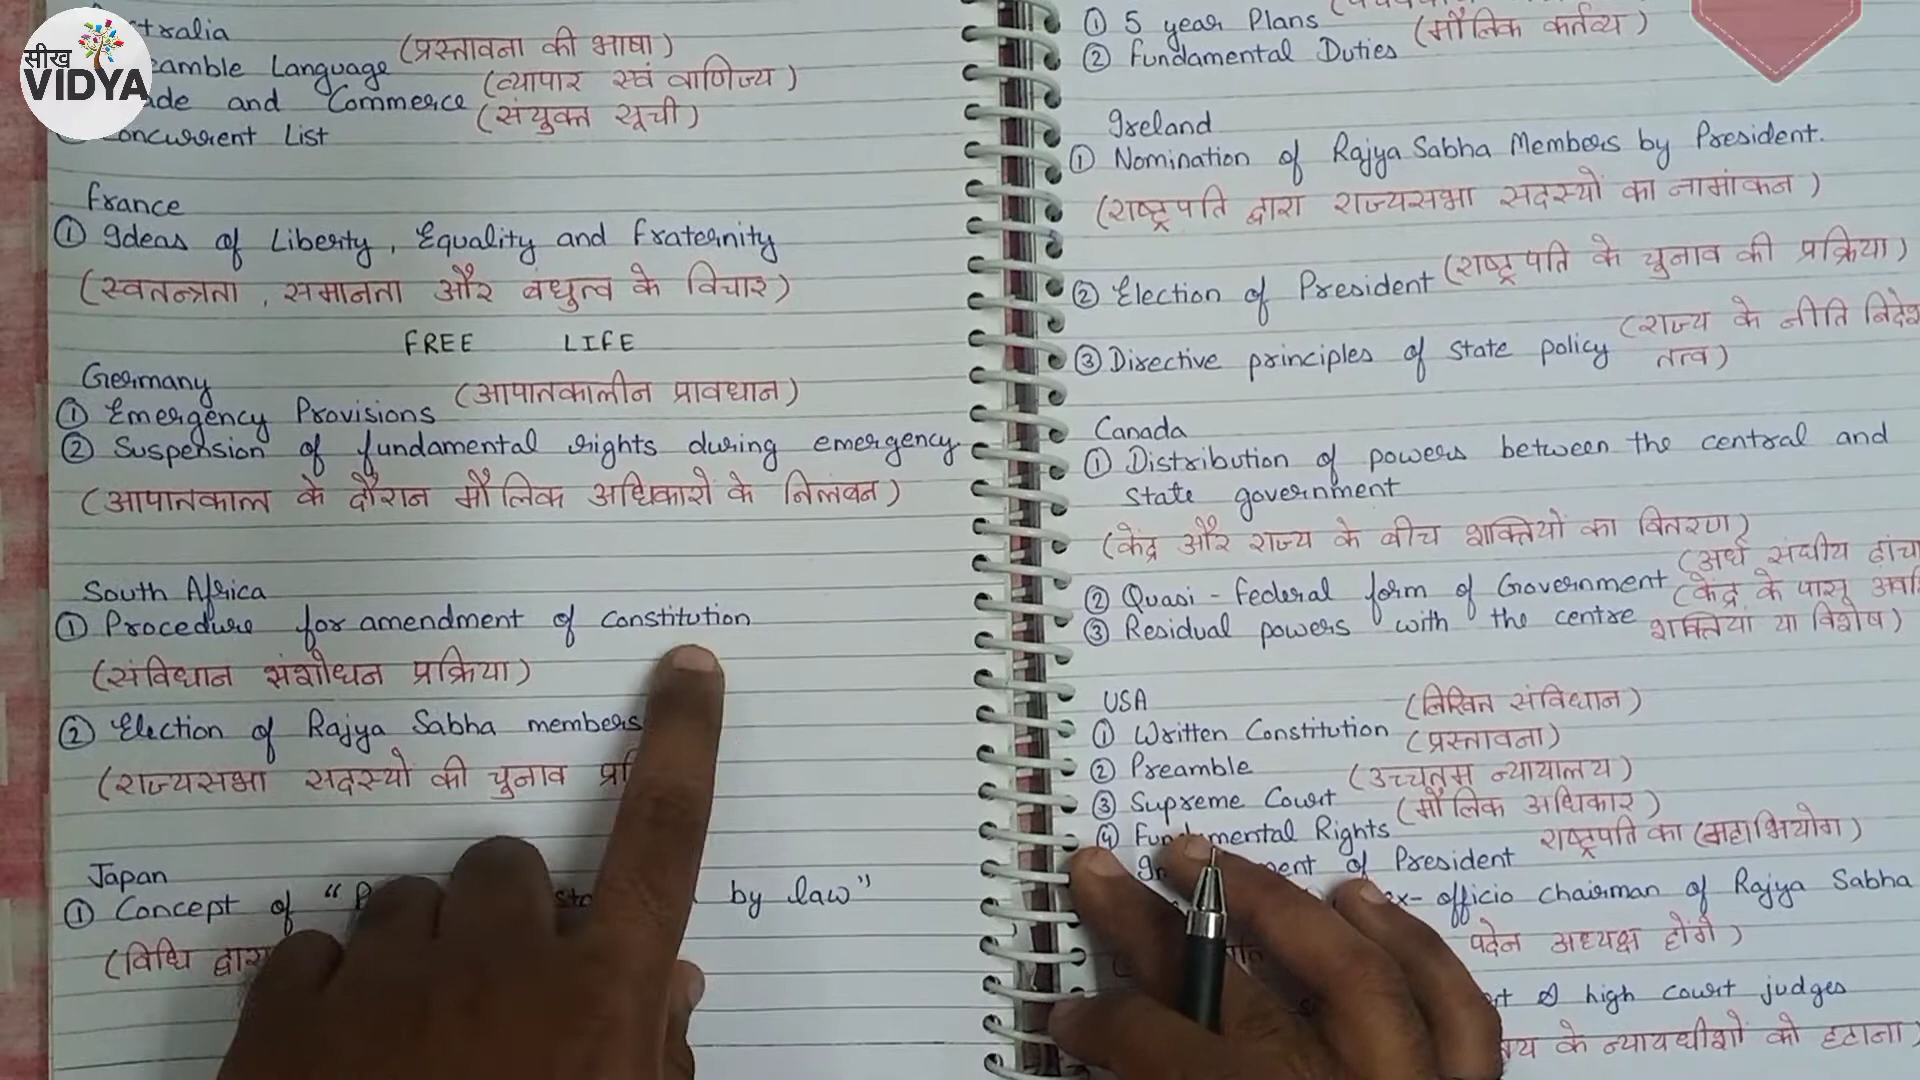 सीख
VIDYA
Language (प्रस्तावना की भाषा)
and Commerce (व्यापार एवं वाणिज्य)
Concurrent List (संयुक्त सूची)
France
① Ideas of Liberty, Equality and Fraternity
(स्वतन्त्रता, समानता और बंधुत्व के विचार)
FREE LIFE
Germany
① Emergency Provisions (आपातकालीन प्रावधान)
② Suspension of fundamental rights during emergency.
(आपातकाल के दौरान मौलिक अधिकारों के निलंबन)
South Africa
① Procedure for amendment of Constitution
(संविधान संशोधन प्रक्रिया)
② Election of Rajya Sabha members
(राज्यसभा सदस्यों की चुनाव
Japan
① Concept of “ by law”
(विधि द्वारा
① 5 year Plans
② Fundamental Duties (मौलिक कर्तव्य)
Ireland
① Nomination of Rajya Sabha Members by President.
(राष्ट्रपति द्वारा राज्यसभा सदस्यों का नामांकन)
② Election of President (राष्ट्रपति के चुनाव की प्रक्रिया)
③ Directive principles of state policy (राज्य के नीति निदेश
तत्व)
Canada
① Distribution of powers between the central and
state government
(केंद्र और राज्य के बीच शक्तियों का वितरण)
② Quasi-Federal form of Government (अर्ध संघीय ढांचा
③ Residual powers with the centre (केंद्र के पास
शक्तियां या विशेष)
USA
① Written Constitution (लिखित संविधान)
② Preamble (प्रस्तावना)
③ Supreme Court (उच्चतम न्यायालय)
④ Fundamental Rights (मौलिक अधिकार)
of President राष्ट्रपति का (महाभियोग)
ex-officio chairman of Rajya Sabha
पदेन अध्यक्ष होंगे)
high court judges
के न्यायधीशों को हटाना)